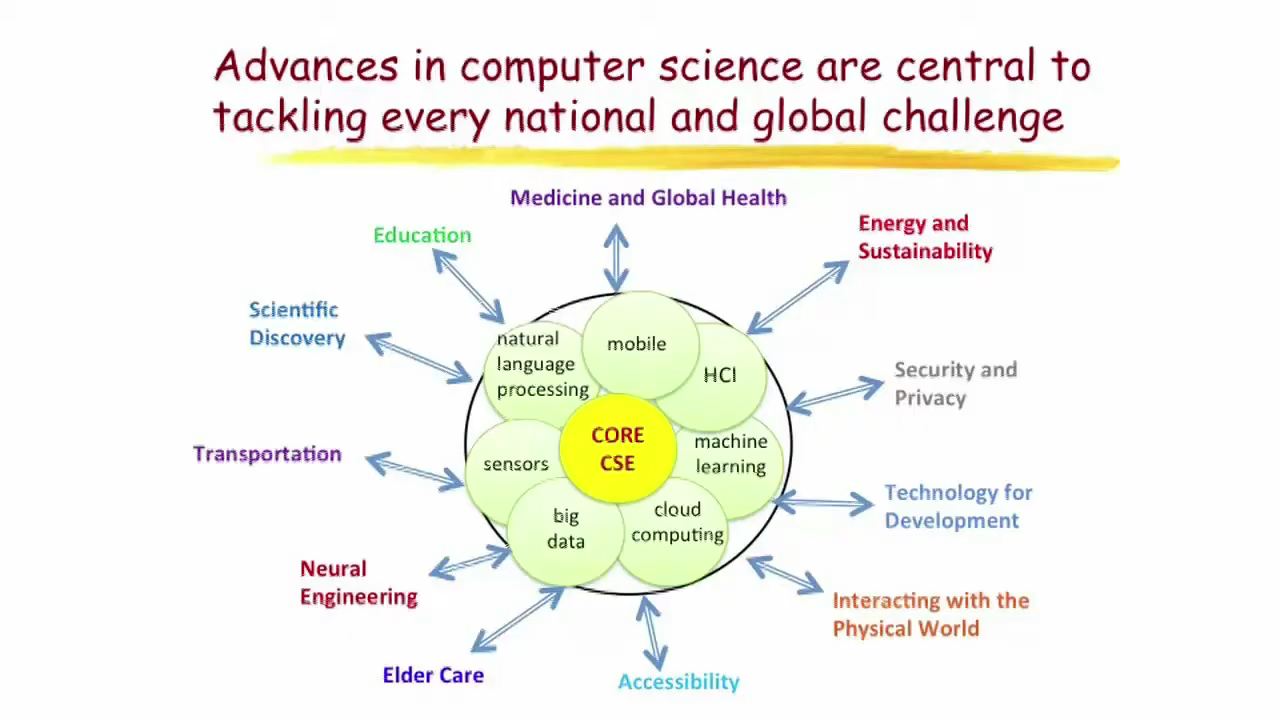 Advances in computer science are central to
tackling every national and global challenge
Medicine and Global Health
Education
Energy and
Sustainability
Scientific
Discovery
natural
language
processing
mobile
HCI
Security and
Privacy
CORE
CSE
machine
learning
Transportation
sensors
big
data
cloud
computing
Technology for
Development
Neural
Engineering
Interacting with the
Physical World
Elder Care
Accessibility